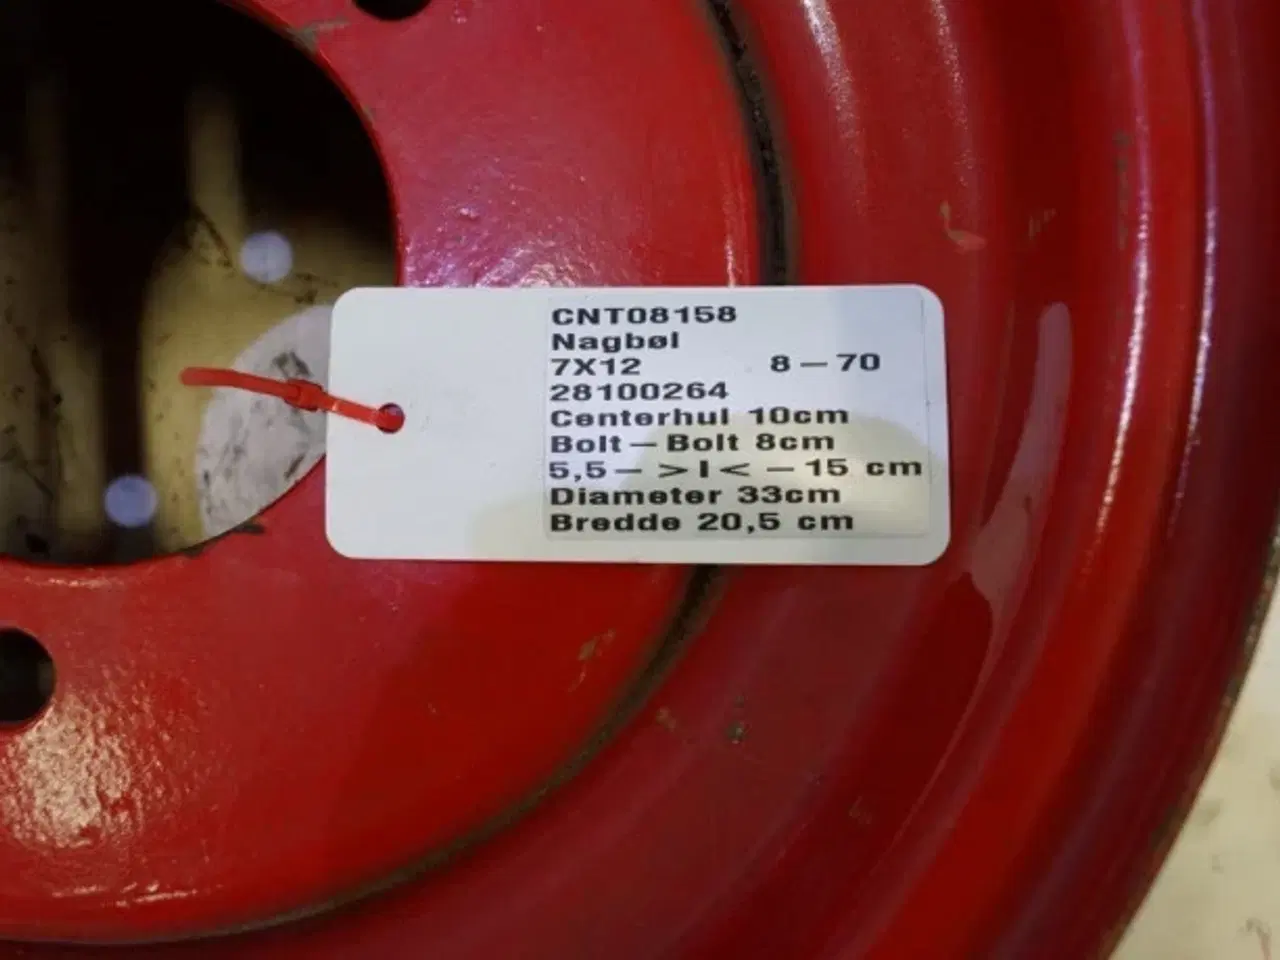 CNT08158
Nagbøl
7X12 8-70
28100264
Centerhul 10cm
Bolt-Bolt 8cm
5,5- >|< -15 cm
Diameter 33cm
Bredde 20,5 cm